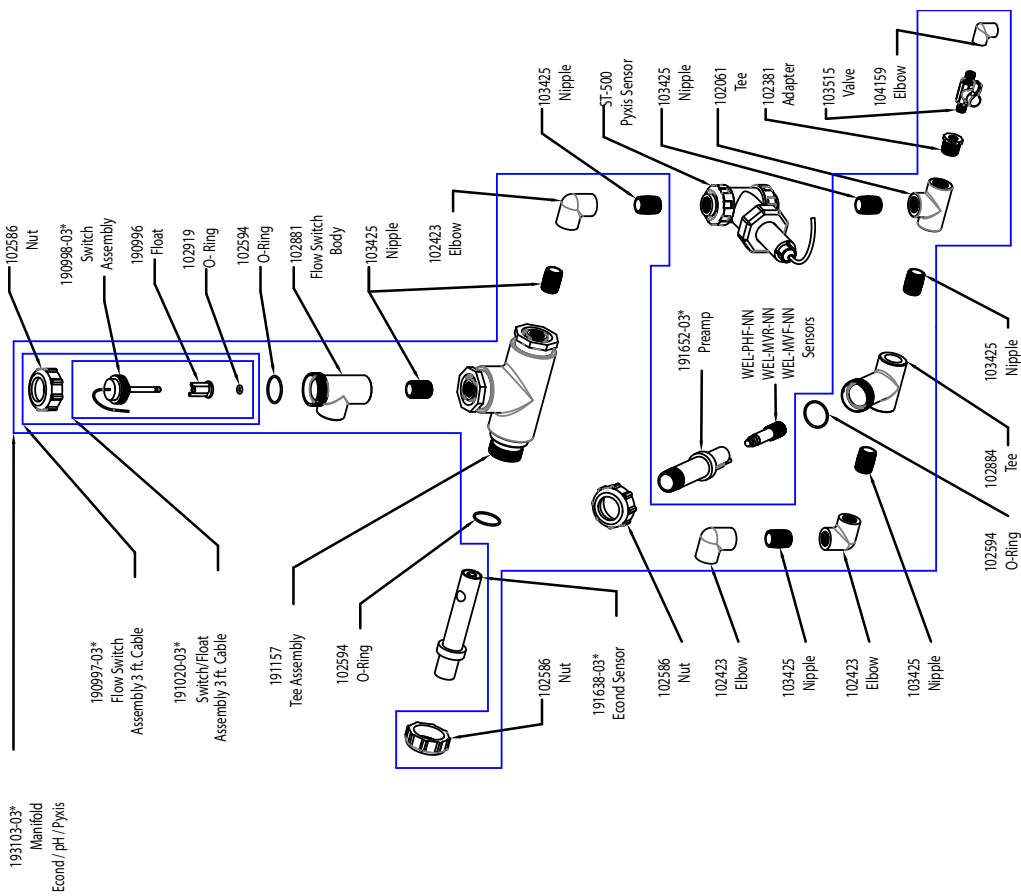 102586
Nut
190998-03*
Switch
Assembly
190996
Float
102919
O- Ring
102594
O-Ring
102881
Flow Switch
Body
103425
Nipple
102423
Elbow
103425
Nipple
ST-500
Pyxis Sensor
103425
Nipple
102061
Tee
102381
Adapter
103515
Valve
104159
Elbow
191652-03*
Preamp
WEL-PHF-NN
WEL-MVR-NN
WEL-MVF-NN
Sensors
193103-03*
Manifold
Econd / pH / Pyxis
190997-03*
Flow Switch
Assembly 3 ft. Cable
191020-03*
Switch/Float
Assembly 3 ft. Cable
191157
Tee Assembly
102594
O-Ring
102586
Nut
191638-03*
Econd Sensor
102586
Nut
102423
Elbow
103425
Nipple
102423
Elbow
103425
Nipple
102594
O-Ring
102884
Tee
103425
Nipple